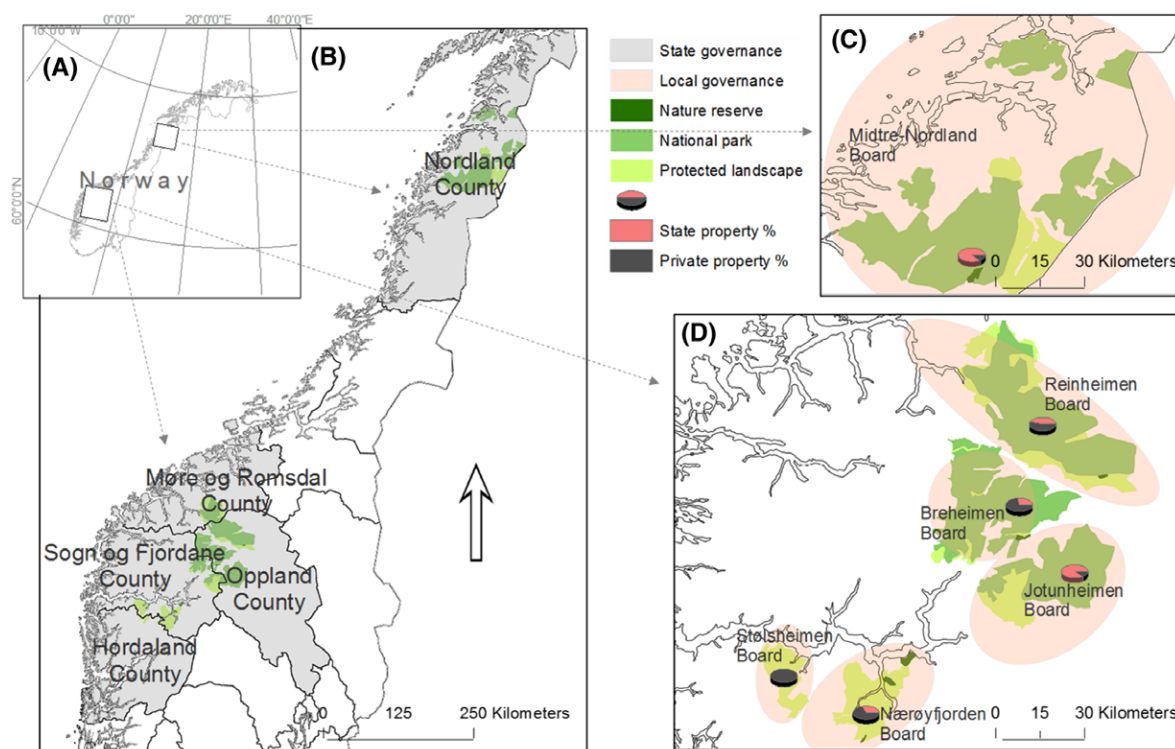 10°0'0"W 0° 20°0'0"E 40°0'0"E
(A)
60°0'0"N
Norway
(B)
Nordland
County
Møre og Romsdal
County
Sogn og Fjordane
County
Oppland
County
Hordaland
County
0 125 250 Kilometers
State governance
Local governance
Nature reserve
National park
Protected landscape
State property %
Private property %
(C)
Midtre-Nordland
Board
0 15 30 Kilometers
(D)
Reinheimen
Board
Breheimen
Board
Jotunheimen
Board
Stølsheimen
Board
Nærøyfjorden
Board
0 15 30 Kilometers